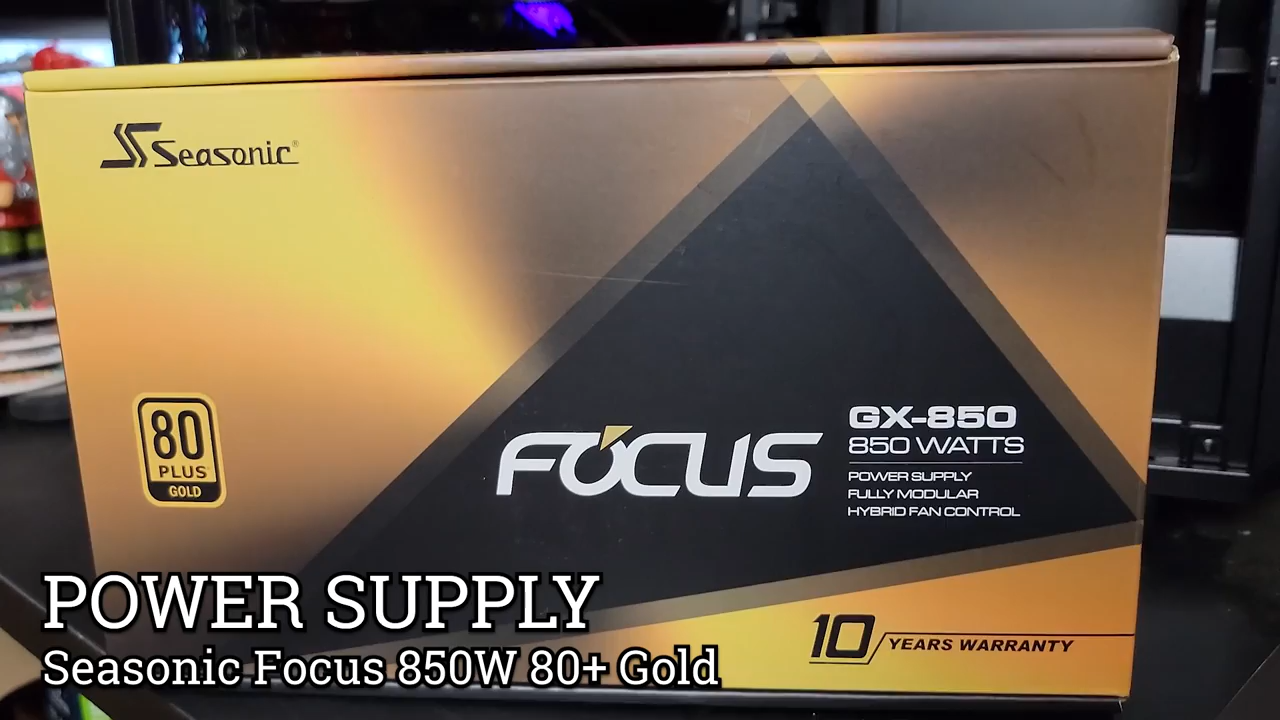 Seasonic®
80
PLUS
GOLD
FOCUS
GX-850
850 WATTS
POWER SUPPLY
FULLY MODULAR
HYBRID FAN CONTROL
10 YEARS WARRANTY
POWER SUPPLY
Seasonic Focus 850W 80+ Gold